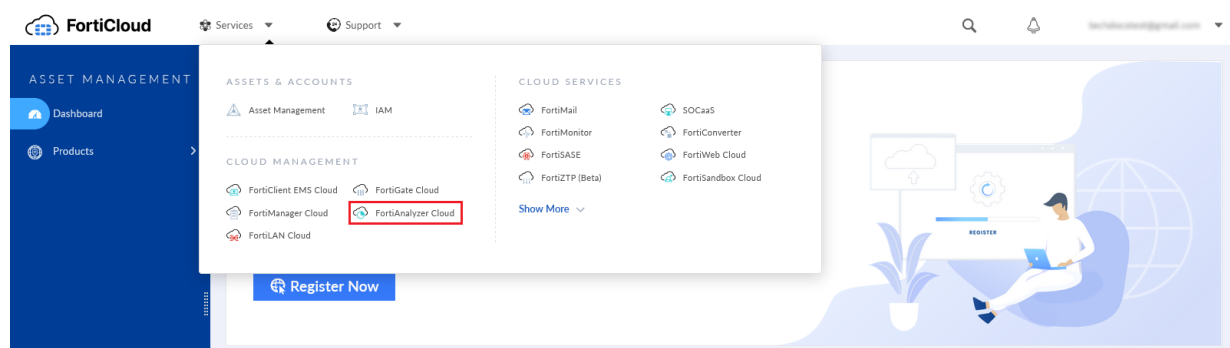 FortiCloud
Services
Support
ASSET MANAGEMENT
Dashboard
Products
ASSETS & ACCOUNTS
Asset Management
IAM
CLOUD MANAGEMENT
FortiClient EMS Cloud
FortiGate Cloud
FortiManager Cloud
FortiAnalyzer Cloud
FortiLAN Cloud
CLOUD SERVICES
FortiMail
SOCaaS
FortiMonitor
FortiConverter
FortiSASE
FortiWeb Cloud
FortiZTP (Beta)
FortiSandbox Cloud
Show More
Register Now
REGISTER